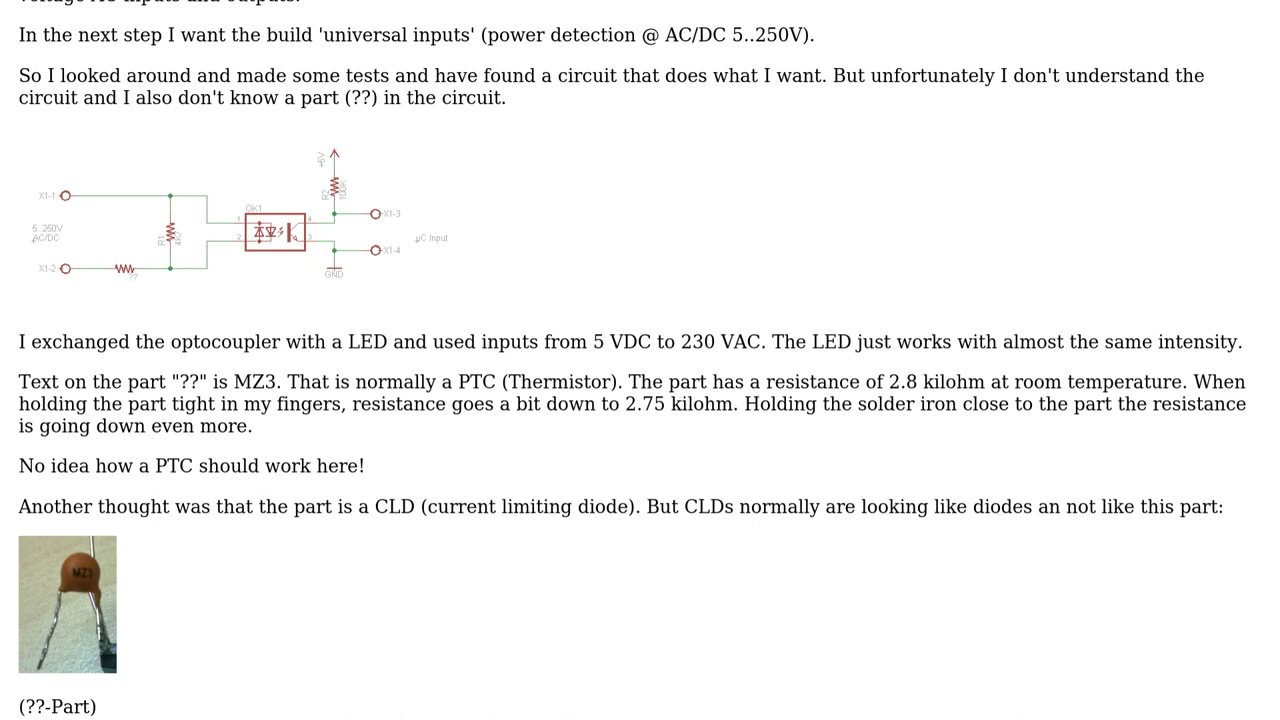 In the next step I want the build 'universal inputs' (power detection @ AC/DC 5..250V).
So I looked around and made some tests and have found a circuit that does what I want. But unfortunately I don't understand the
circuit and I also don't know a part (??) in the circuit.
+5V
R2
100K
X1-1
OK1
1
4
X1-3
5..250V
AC/DC
R1
4K7
2
3
µC Input
X1-4
X1-2
??
GND
I exchanged the optocoupler with a LED and used inputs from 5 VDC to 230 VAC. The LED just works with almost the same intensity.
Text on the part "??" is MZ3. That is normally a PTC (Thermistor). The part has a resistance of 2.8 kilohm at room temperature. When
holding the part tight in my fingers, resistance goes a bit down to 2.75 kilohm. Holding the solder iron close to the part the resistance
is going down even more.
No idea how a PTC should work here!
Another thought was that the part is a CLD (current limiting diode). But CLDs normally are looking like diodes an not like this part:
MZ3
(??-Part)